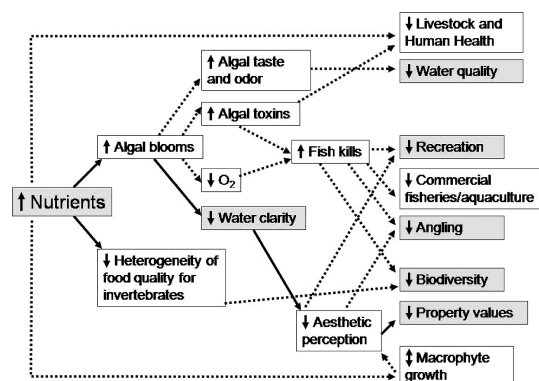 ↓ Livestock and
Human Health
↑ Algal taste
and odor
↓ Water quality
↑ Algal toxins
↑ Algal blooms
↑ Fish kills
↓ Recreation
↓ O₂
↓ Commercial
fisheries/aquaculture
↑ Nutrients
↓ Water clarity
↓ Angling
↓ Heterogeneity of
food quality for
invertebrates
↓ Biodiversity
↓ Aesthetic
perception
↓ Property values
↕ Macrophyte
growth